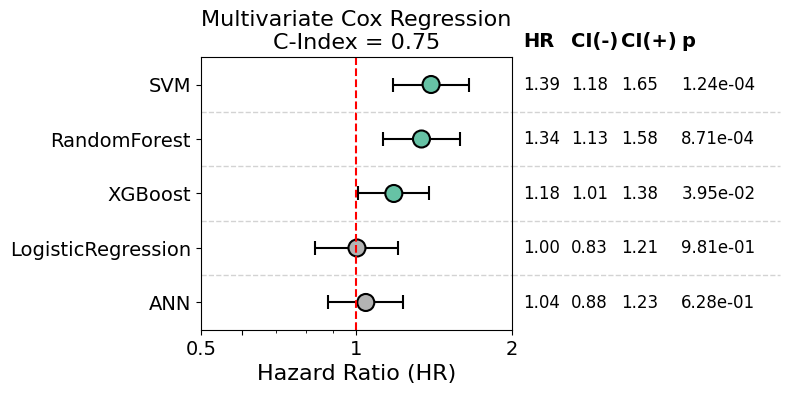 Multivariate Cox Regression
C-Index = 0.75
HR CI(-) CI(+) p
SVM 1.39 1.18 1.65 1.24e-04
RandomForest 1.34 1.13 1.58 8.71e-04
XGBoost 1.18 1.01 1.38 3.95e-02
LogisticRegression 1.00 0.83 1.21 9.81e-01
ANN 1.04 0.88 1.23 6.28e-01
0.5 1 2
Hazard Ratio (HR)